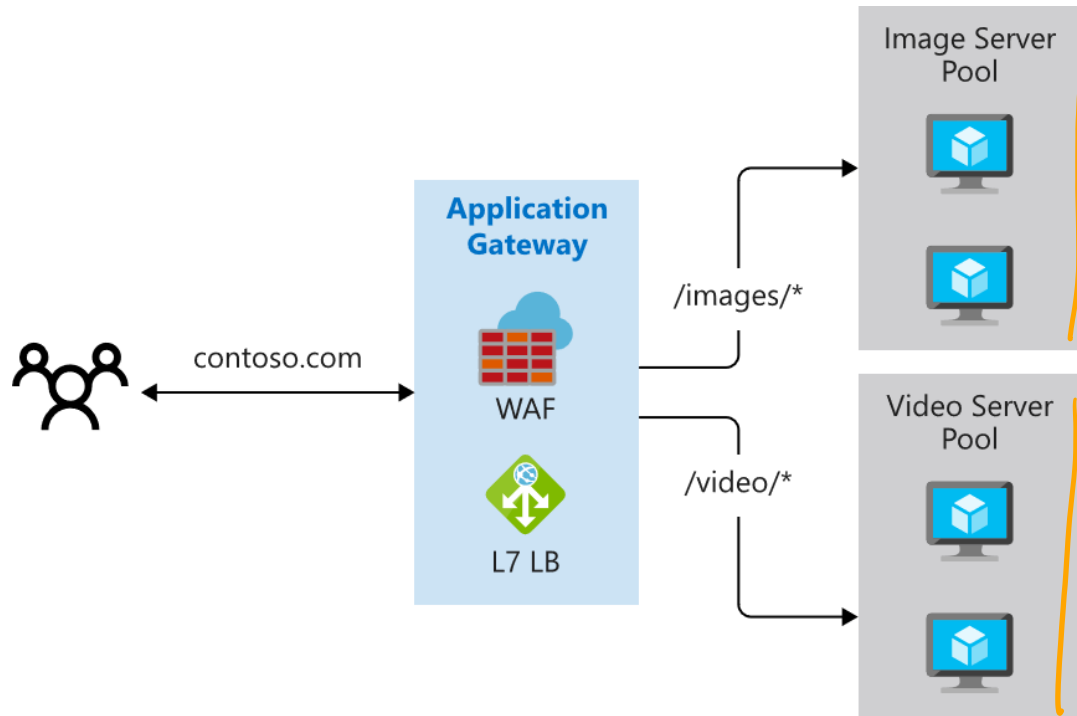 Image Server
Pool
Application
Gateway
/images/*
contoso.com
WAF
Video Server
Pool
/video/*
L7 LB